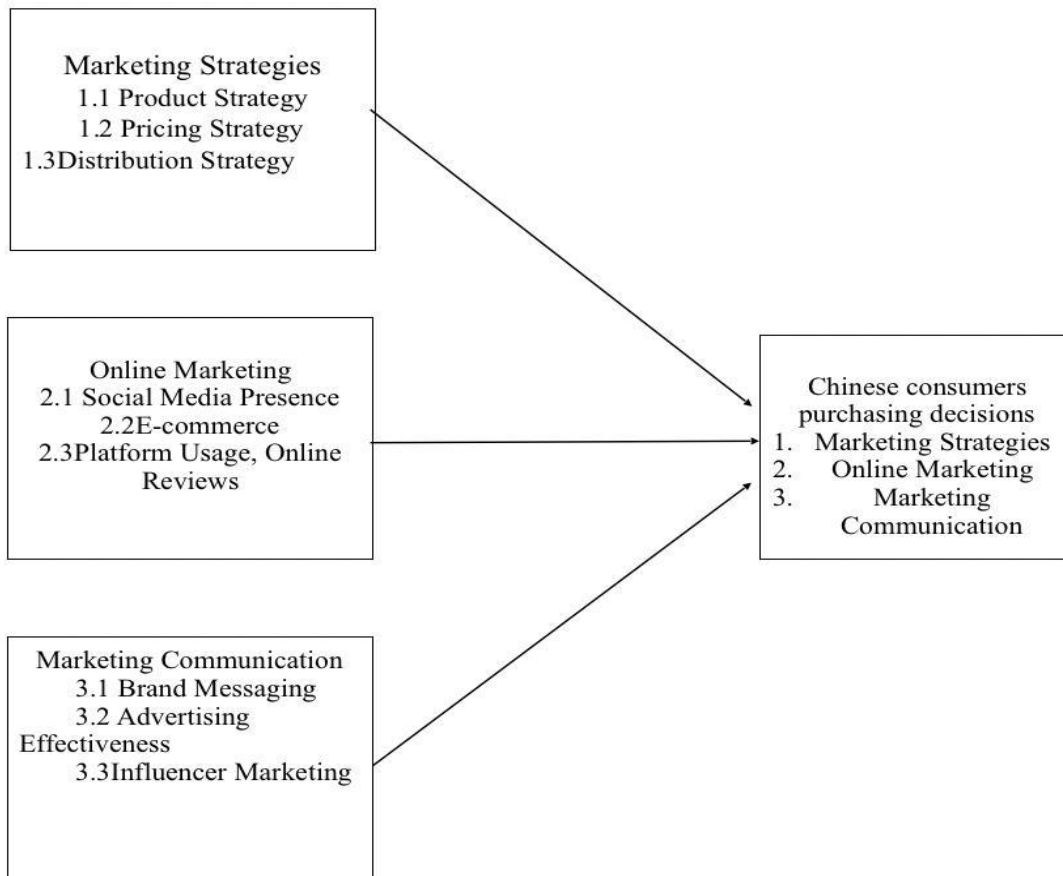 Marketing Strategies
1.1 Product Strategy
1.2 Pricing Strategy
1.3Distribution Strategy
Online Marketing
2.1 Social Media Presence
2.2E-commerce
2.3Platform Usage, Online
Reviews
Marketing Communication
3.1 Brand Messaging
3.2 Advertising
Effectiveness
3.3Influencer Marketing
Chinese consumers
purchasing decisions
1. Marketing Strategies
2. Online Marketing
3. Marketing
Communication